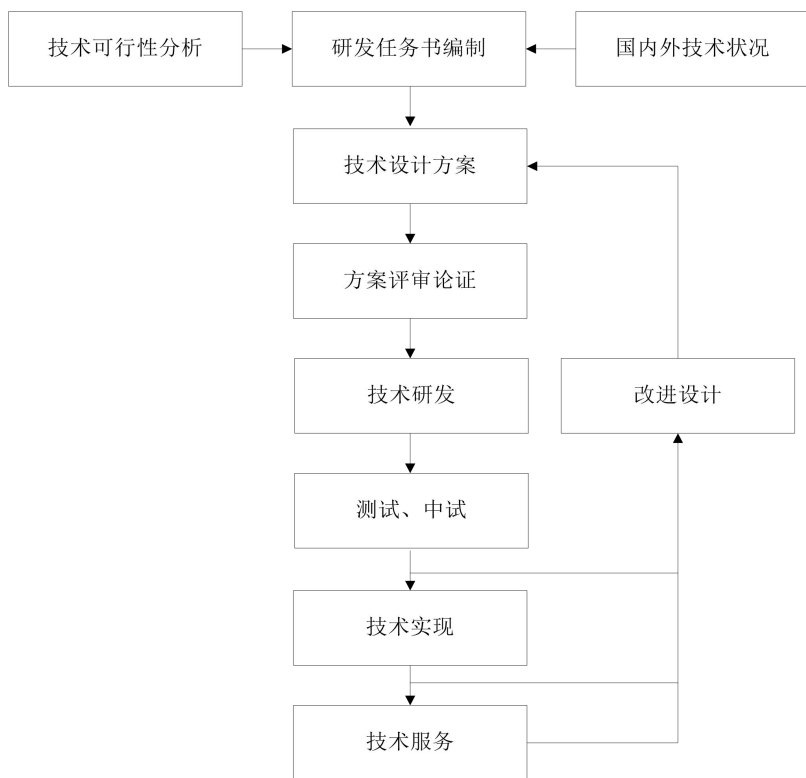 技术可行性分析
研发任务书编制
国内外技术状况
技术设计方案
方案评审论证
技术研发
改进设计
测试、中试
技术实现
技术服务